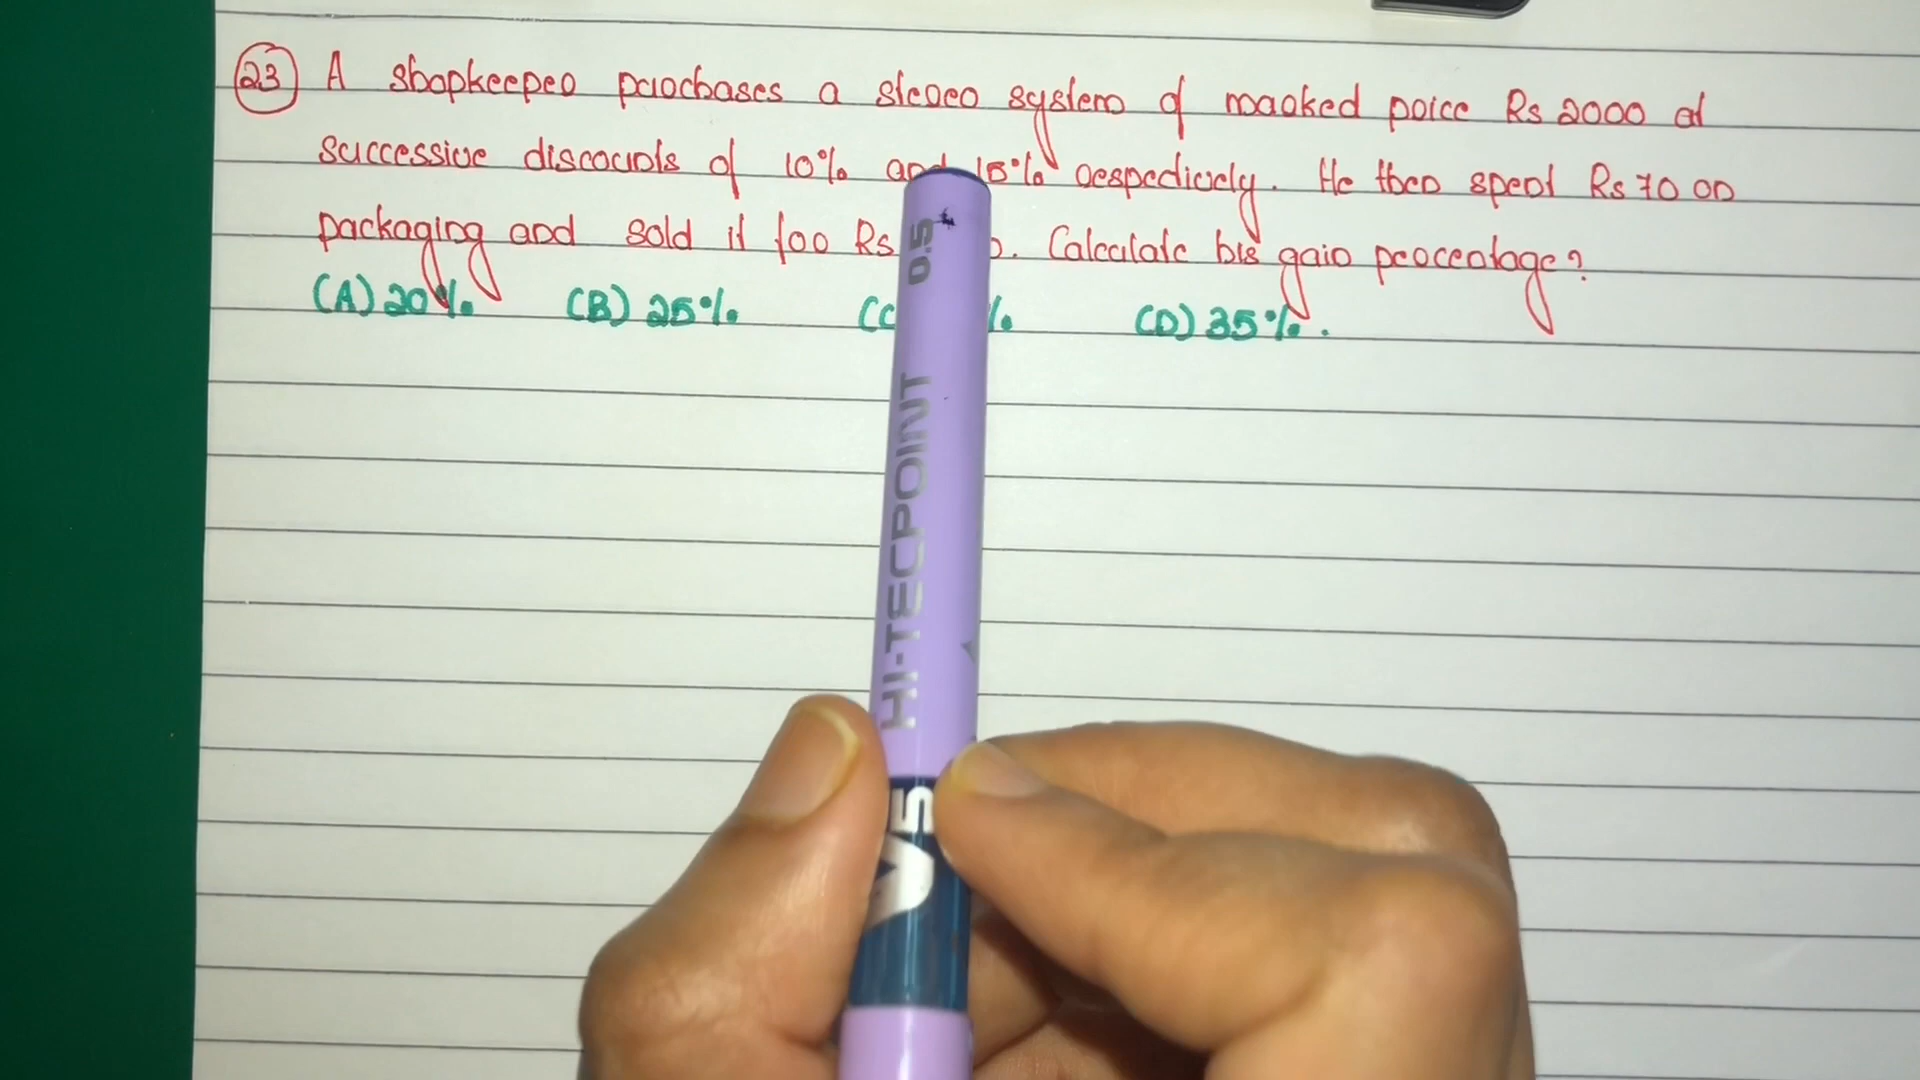 23 A shopkeeper purchases a stereo system of marked price Rs 2000 at
successive discounts of 10% and 15% respectively. He then spent Rs 70 on
packaging and sold it for Rs . Calculate his gain percentage?
(A) 20% (B) 25% (C % (D) 35%.
HI-TECPOINT 0.5
V5